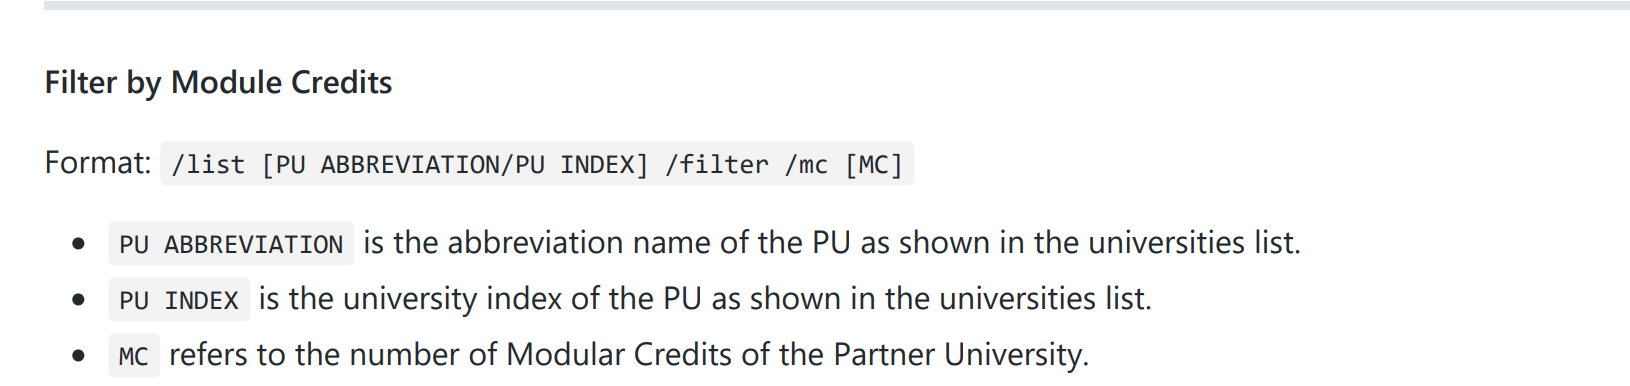 Filter by Module Credits
Format: /list [PU ABBREVIATION/PU INDEX] /filter /mc [MC]
• PU ABBREVIATION is the abbreviation name of the PU as shown in the universities list.
• PU INDEX is the university index of the PU as shown in the universities list.
• MC refers to the number of Modular Credits of the Partner University.